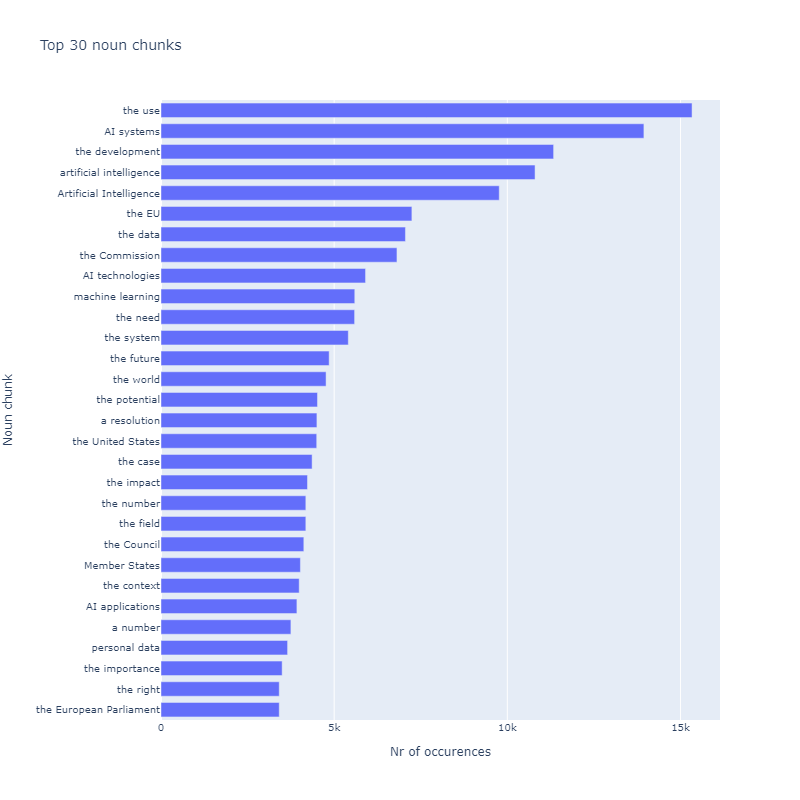 Top 30 noun chunks
the use
AI systems
the development
artificial intelligence
Artificial Intelligence
the EU
the data
the Commission
AI technologies
machine learning
the need
the system
the future
the world
the potential
a resolution
the United States
the case
the impact
the number
the field
the Council
Member States
the context
AI applications
a number
personal data
the importance
the right
the European Parliament
Noun chunk
0 5k 10k 15k
Nr of occurences